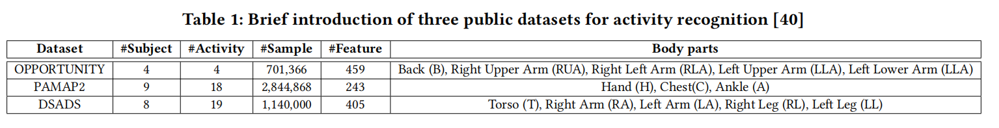 Table 1: Brief introduction of three public datasets for activity recognition [40]
Dataset #Subject #Activity #Sample #Feature Body parts
OPPORTUNITY 4 4 701,366 459 Back (B), Right Upper Arm (RUA), Right Left Arm (RLA), Left Upper Arm (LLA), Left Lower Arm (LLA)
PAMAP2 9 18 2,844,868 243 Hand (H), Chest(C), Ankle (A)
DSADS 8 19 1,140,000 405 Torso (T), Right Arm (RA), Left Arm (LA), Right Leg (RL), Left Leg (LL)